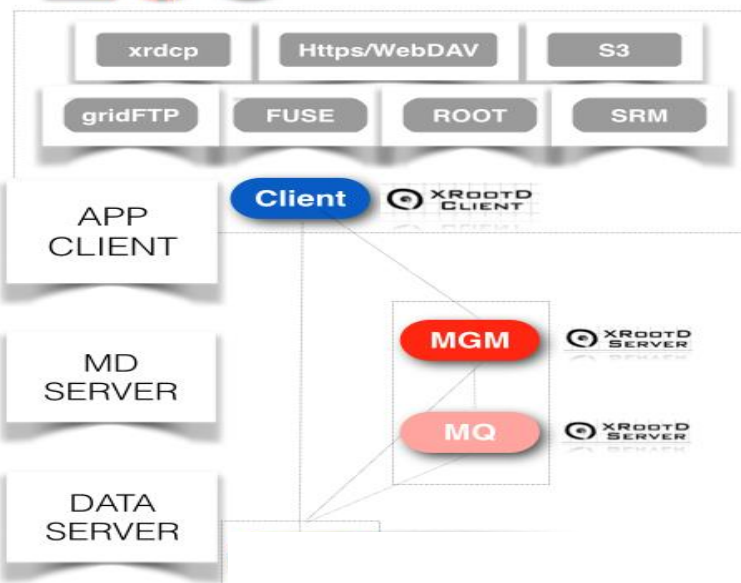 xrdcp
Https/WebDAV
S3
gridFTP
FUSE
ROOT
SRM
APP
CLIENT
Client
XROOTD
CLIENT
MD
SERVER
MGM
XROOTD
SERVER
MQ
XROOTD
SERVER
DATA
SERVER